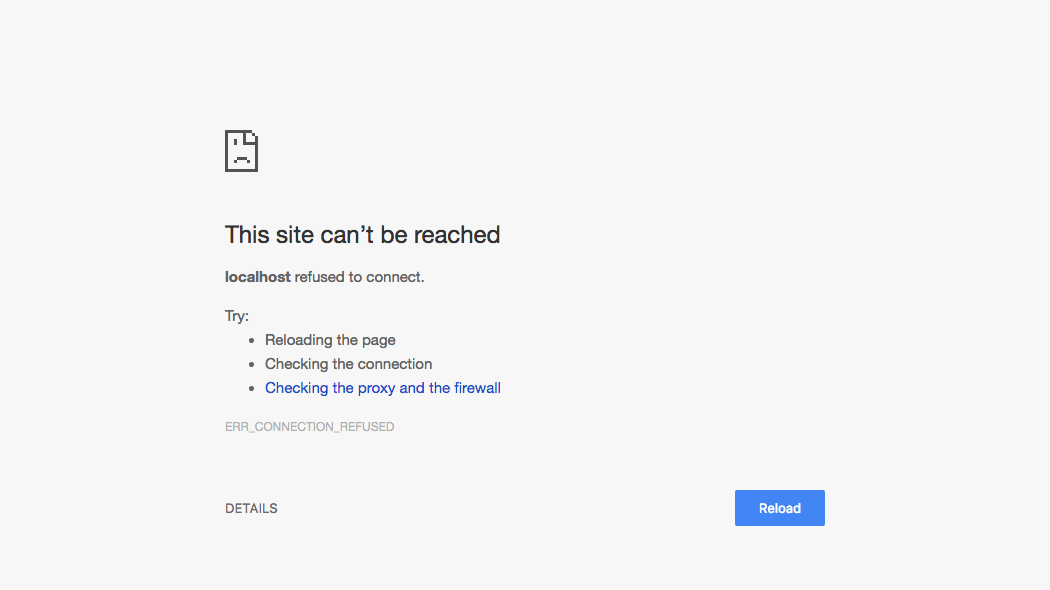 This site can’t be reached
localhost refused to connect.
Try:
• Reloading the page
• Checking the connection
• Checking the proxy and the firewall
ERR_CONNECTION_REFUSED
DETAILS
Reload